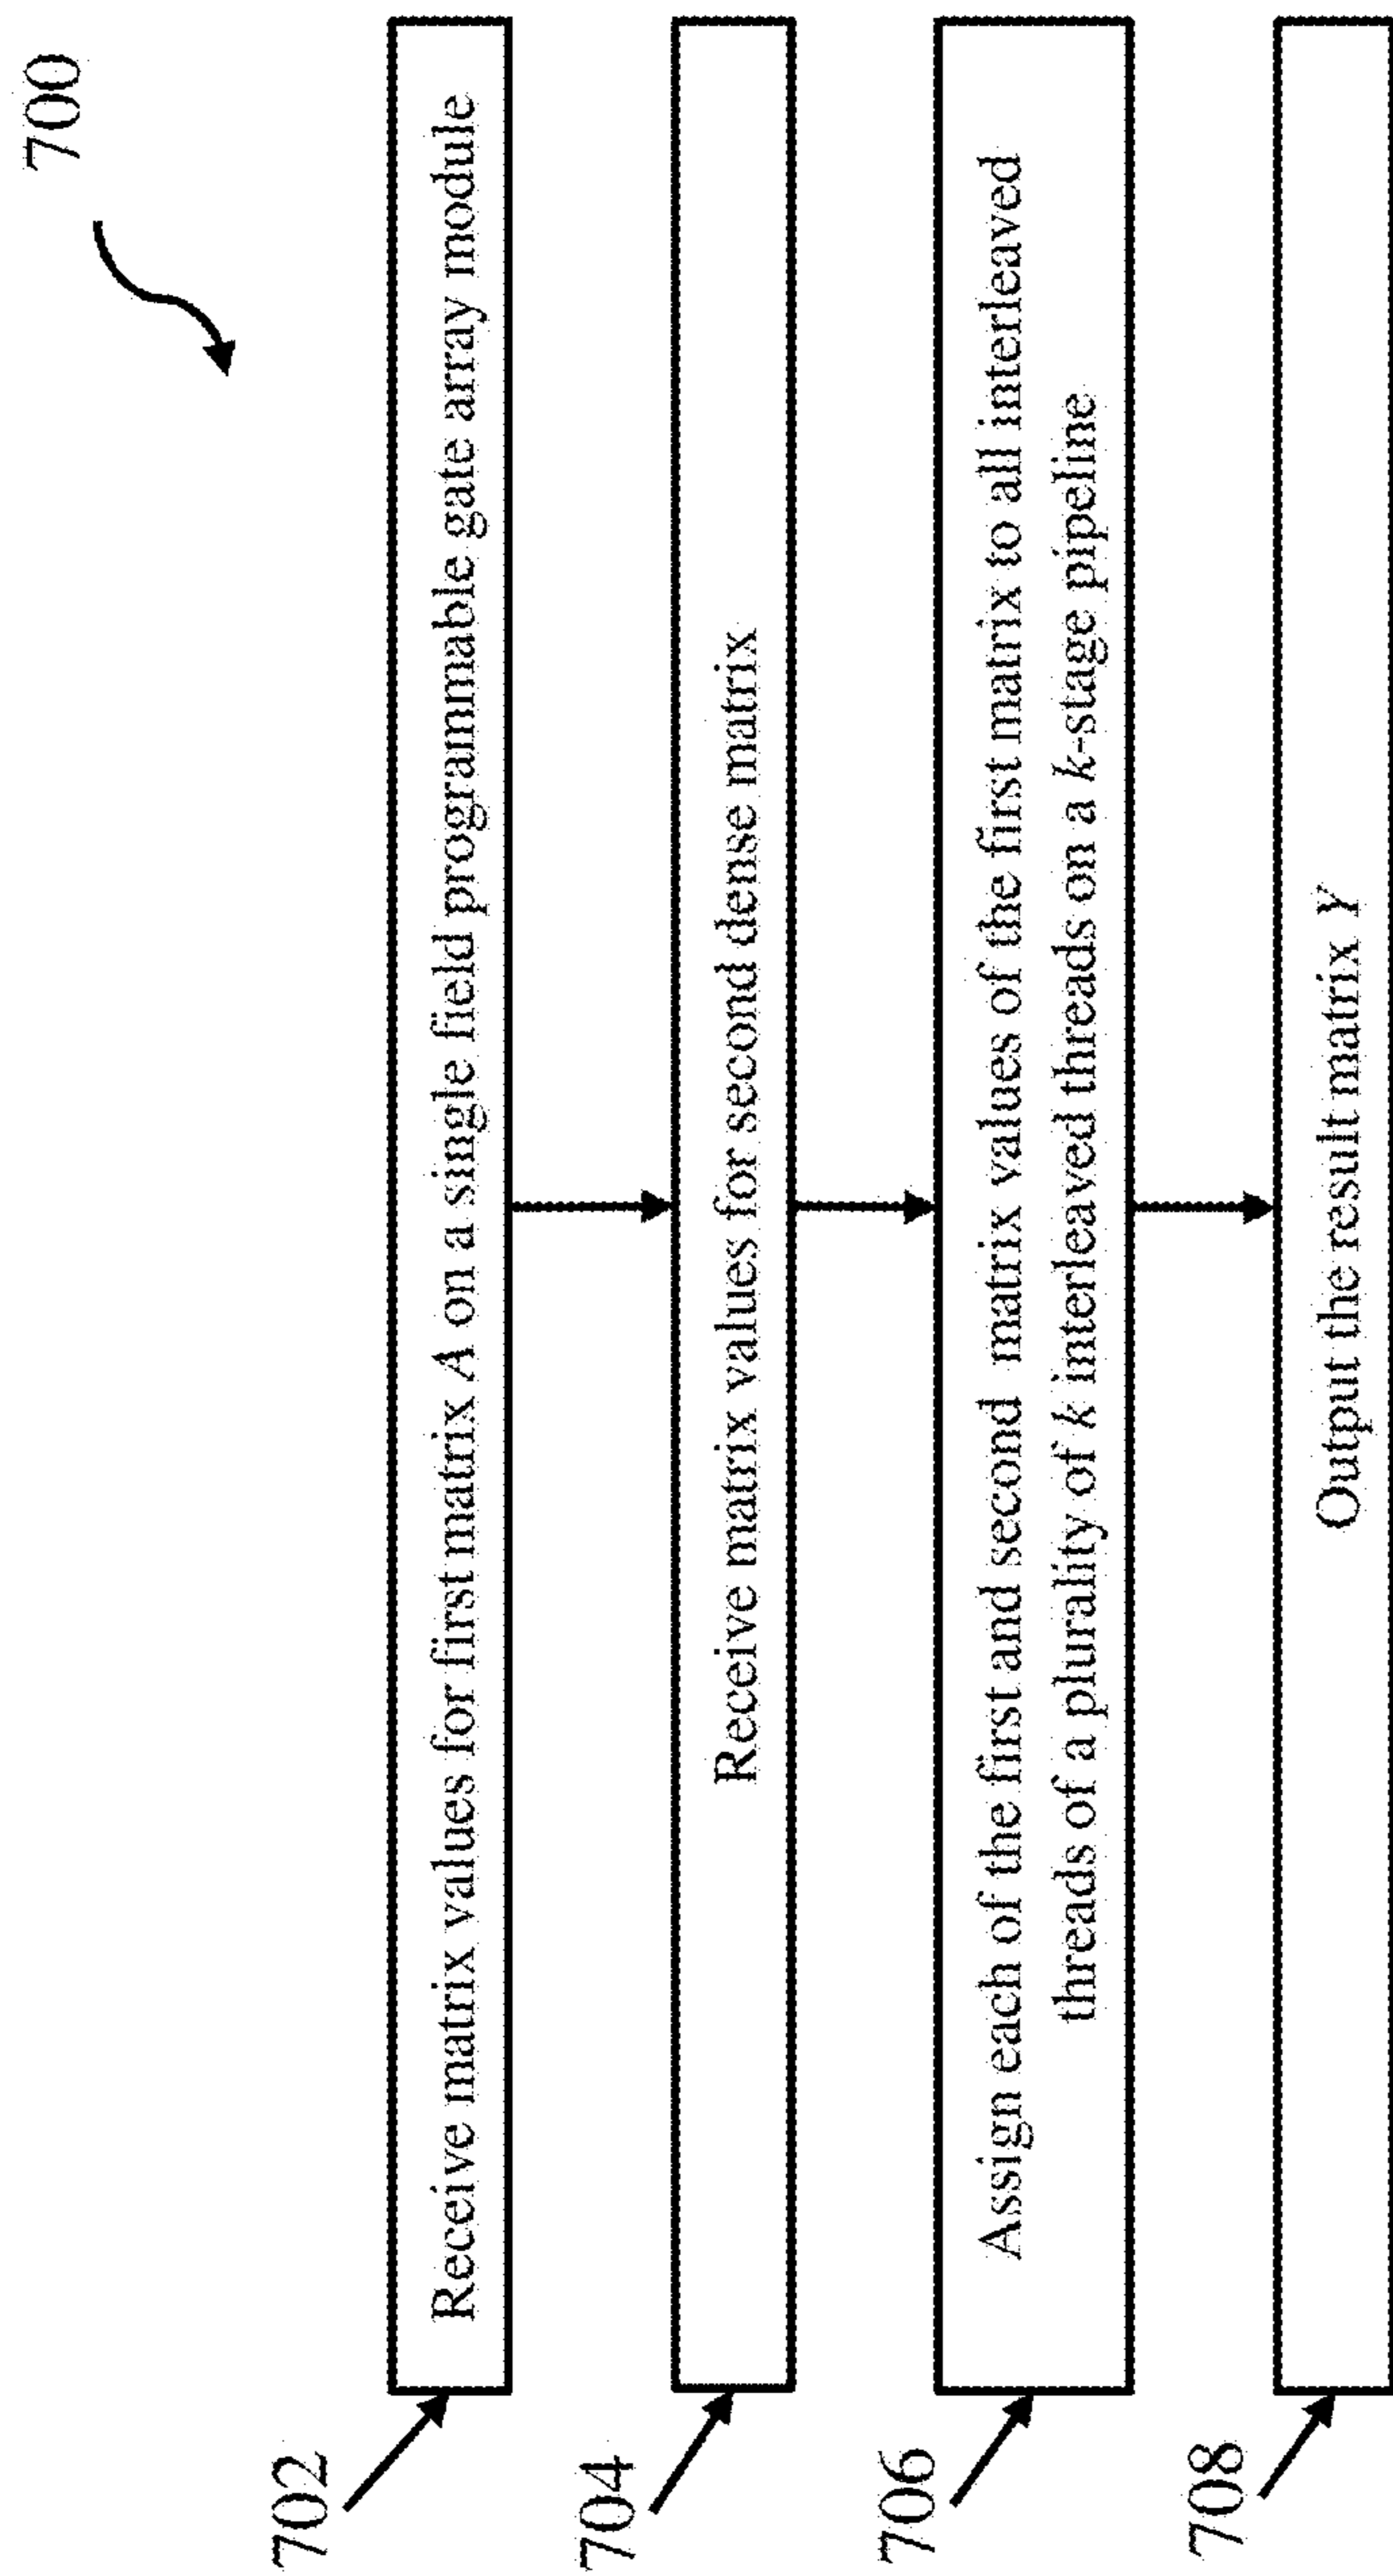 700
702
Receive matrix values for first matrix A on a single field programmable gate array module
704
Receive matrix values for second dense matrix
706
Assign each of the first and second matrix values of the first matrix to all interleaved
threads of a plurality of k interleaved threads on a k-stage pipeline
708
Output the result matrix Y